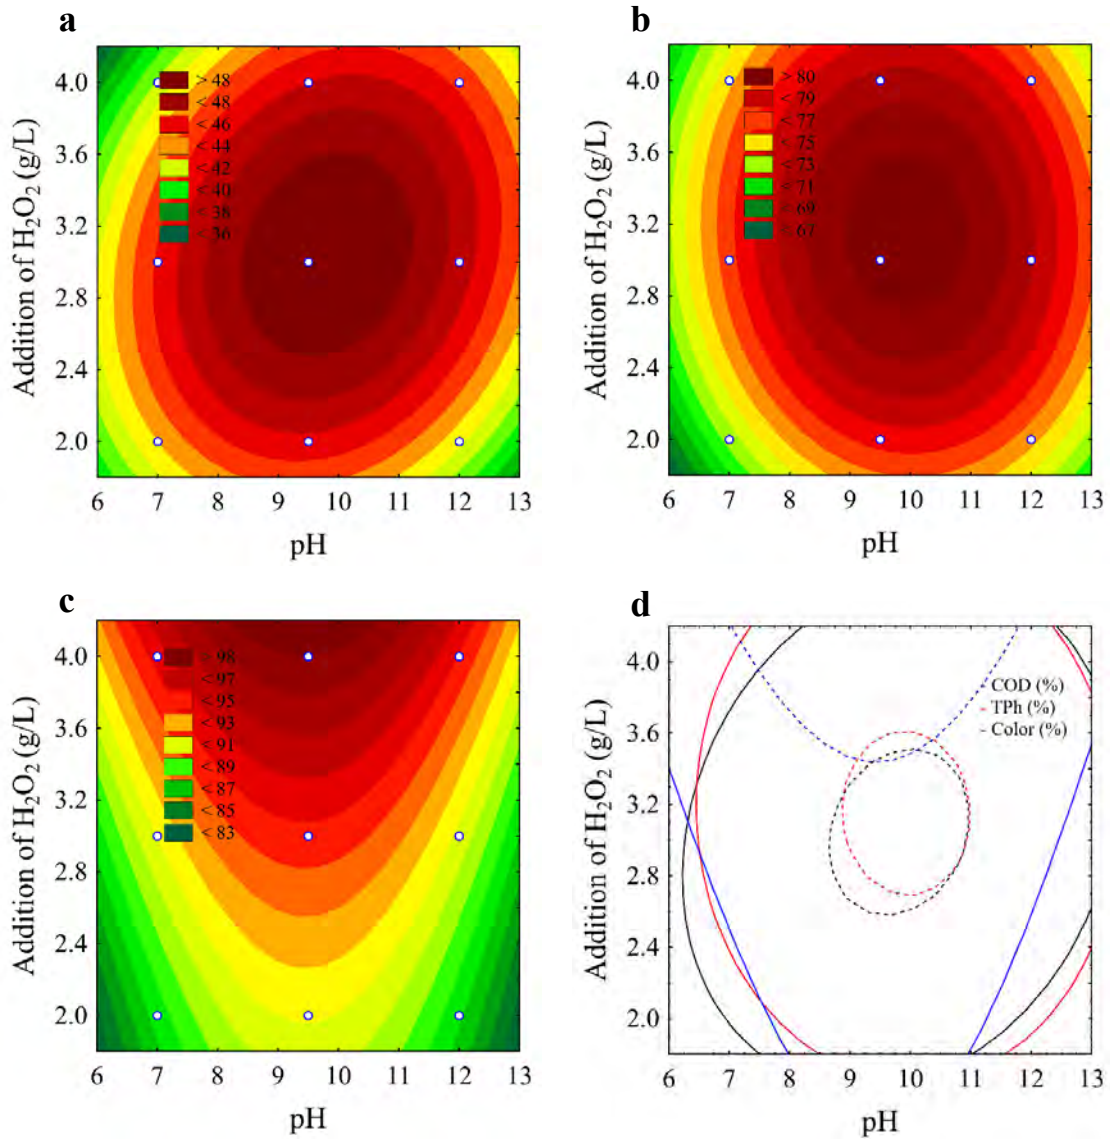 a
Addition of H₂O₂ (g/L)
4.0
3.6
3.2
2.8
2.4
2.0
> 48
< 48
< 46
< 44
< 42
< 40
< 38
< 36
6 7 8 9 10 11 12 13
pH
b
Addition of H₂O₂ (g/L)
4.0
3.6
3.2
2.8
2.4
2.0
> 80
< 79
< 77
< 75
< 73
< 71
< 69
< 67
6 7 8 9 10 11 12 13
pH
c
Addition of H₂O₂ (g/L)
4.0
3.6
3.2
2.8
2.4
2.0
> 98
< 97
< 95
< 93
< 91
< 89
< 87
< 85
< 83
6 7 8 9 10 11 12 13
pH
d
Addition of H₂O₂ (g/L)
4.0
3.6
3.2
2.8
2.4
2.0
COD (%)
TPh (%)
Color (%)
6 7 8 9 10 11 12 13
pH